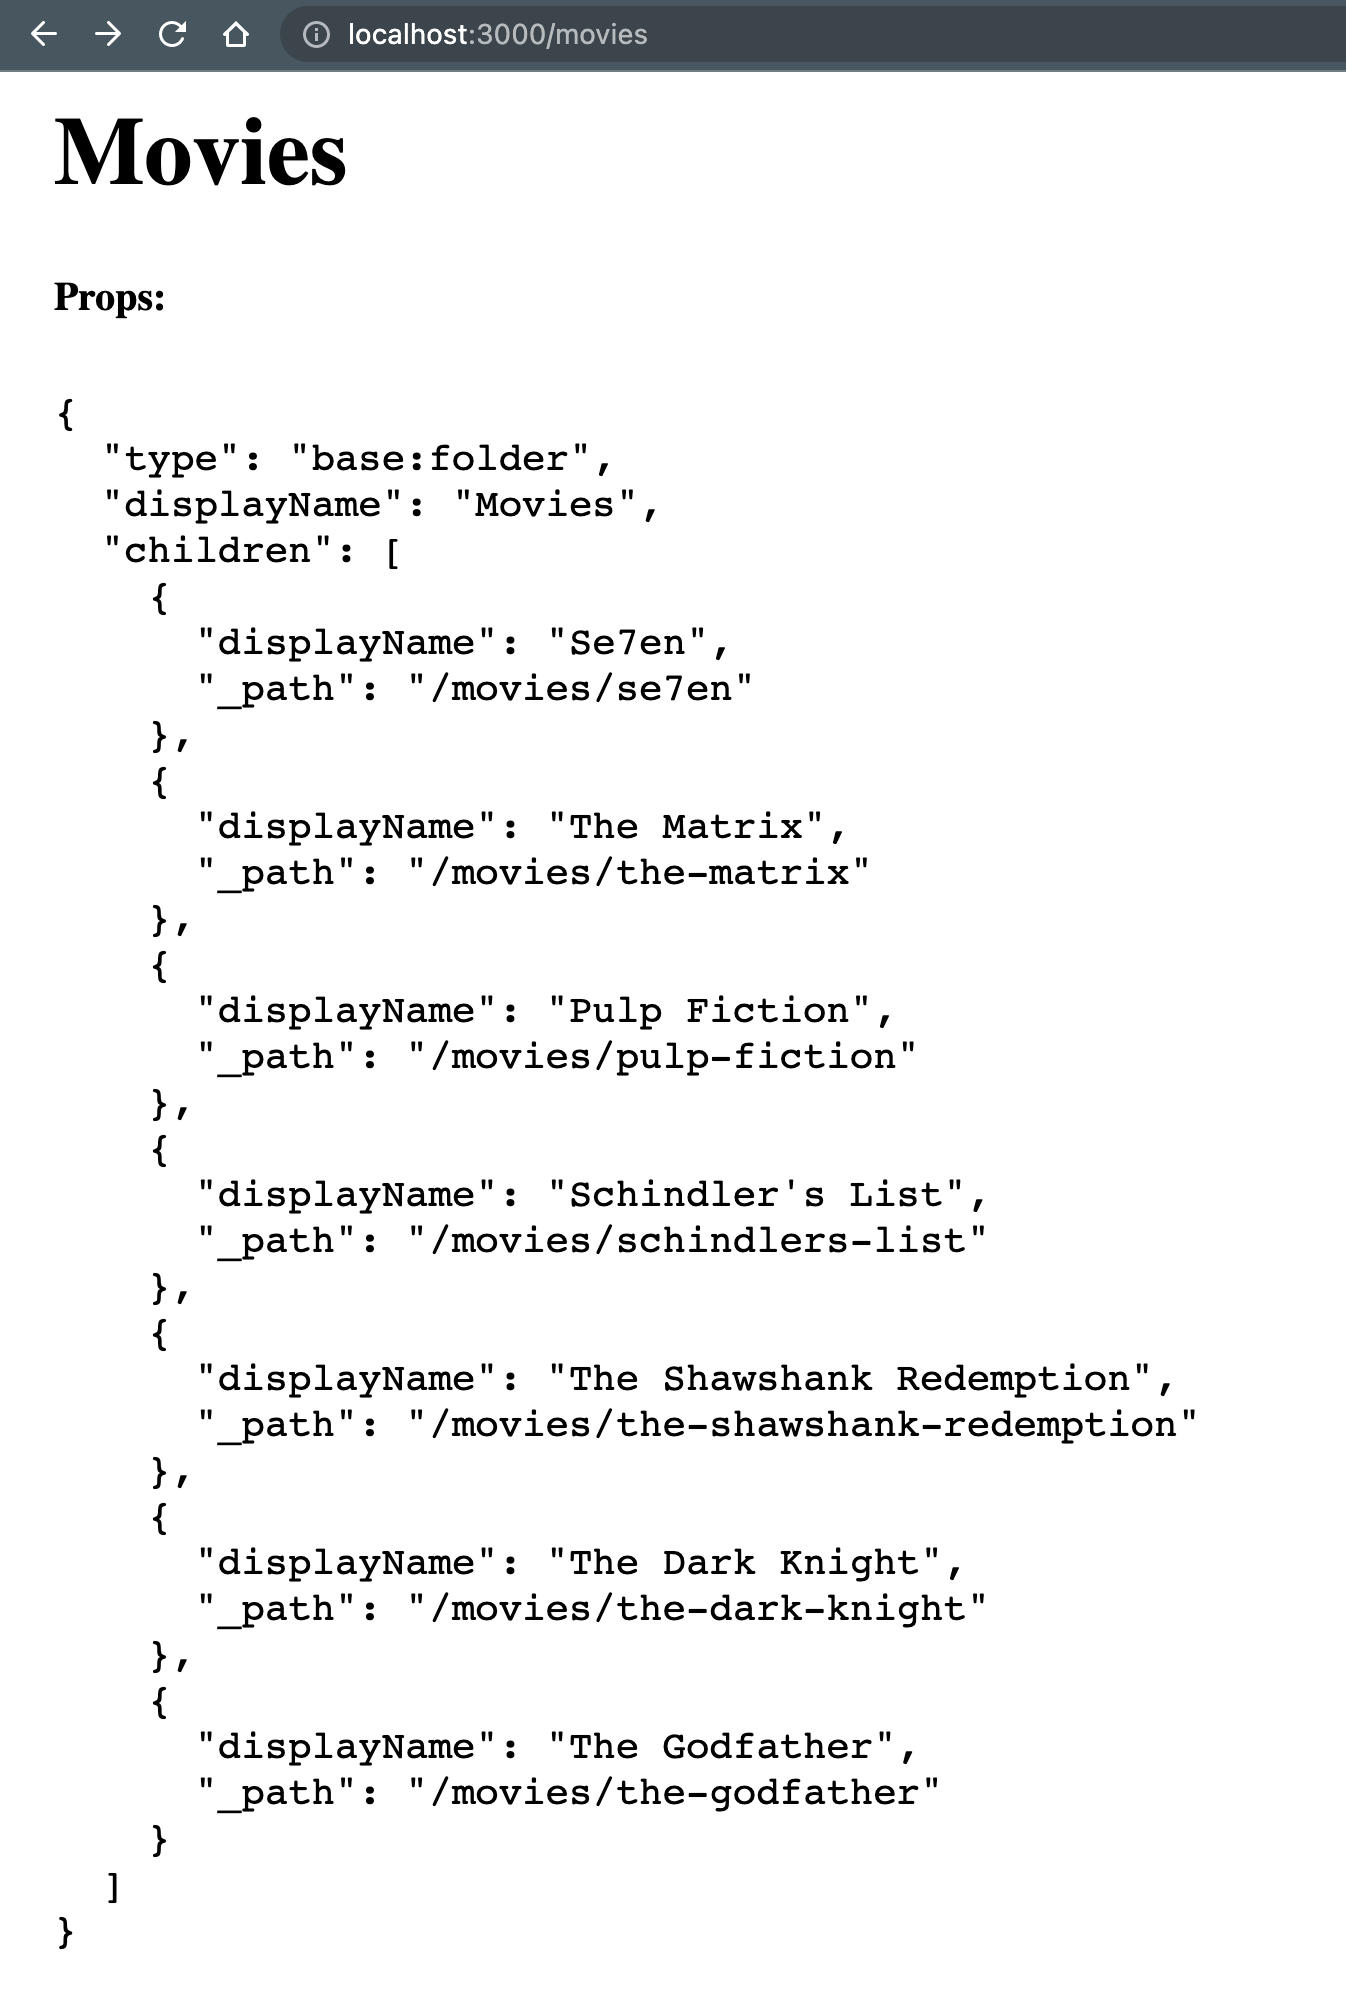 localhost:3000/movies
Movies
Props:
{
  "type": "base:folder",
  "displayName": "Movies",
  "children": [
    {
      "displayName": "Se7en",
      "_path": "/movies/se7en"
    },
    {
      "displayName": "The Matrix",
      "_path": "/movies/the-matrix"
    },
    {
      "displayName": "Pulp Fiction",
      "_path": "/movies/pulp-fiction"
    },
    {
      "displayName": "Schindler's List",
      "_path": "/movies/schindlers-list"
    },
    {
      "displayName": "The Shawshank Redemption",
      "_path": "/movies/the-shawshank-redemption"
    },
    {
      "displayName": "The Dark Knight",
      "_path": "/movies/the-dark-knight"
    },
    {
      "displayName": "The Godfather",
      "_path": "/movies/the-godfather"
    }
  ]
}